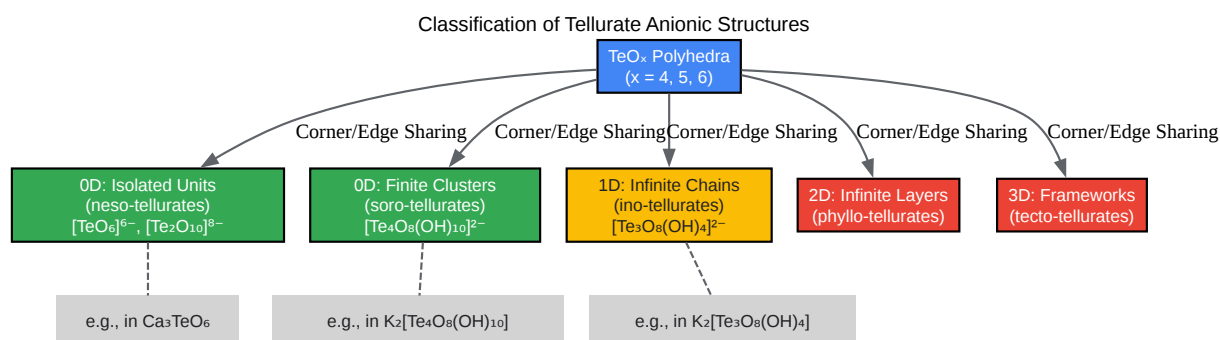 Classification of Tellurate Anionic Structures
TeOₓ Polyhedra
(x = 4, 5, 6)
Corner/Edge Sharing
Corner/Edge Sharing
Corner/Edge Sharing
Corner/Edge Sharing
Corner/Edge Sharing
0D: Isolated Units
(neso-tellurates)
[TeO₆]⁶⁻, [Te₂O₁₀]⁸⁻
0D: Finite Clusters
(soro-tellurates)
[Te₄O₈(OH)₁₀]²⁻
1D: Infinite Chains
(ino-tellurates)
[Te₃O₈(OH)₄]²⁻
2D: Infinite Layers
(phyllo-tellurates)
3D: Frameworks
(tecto-tellurates)
e.g., in Ca₃TeO₆
e.g., in K₂[Te₄O₈(OH)₁₀]
e.g., in K₂[Te₃O₈(OH)₄]